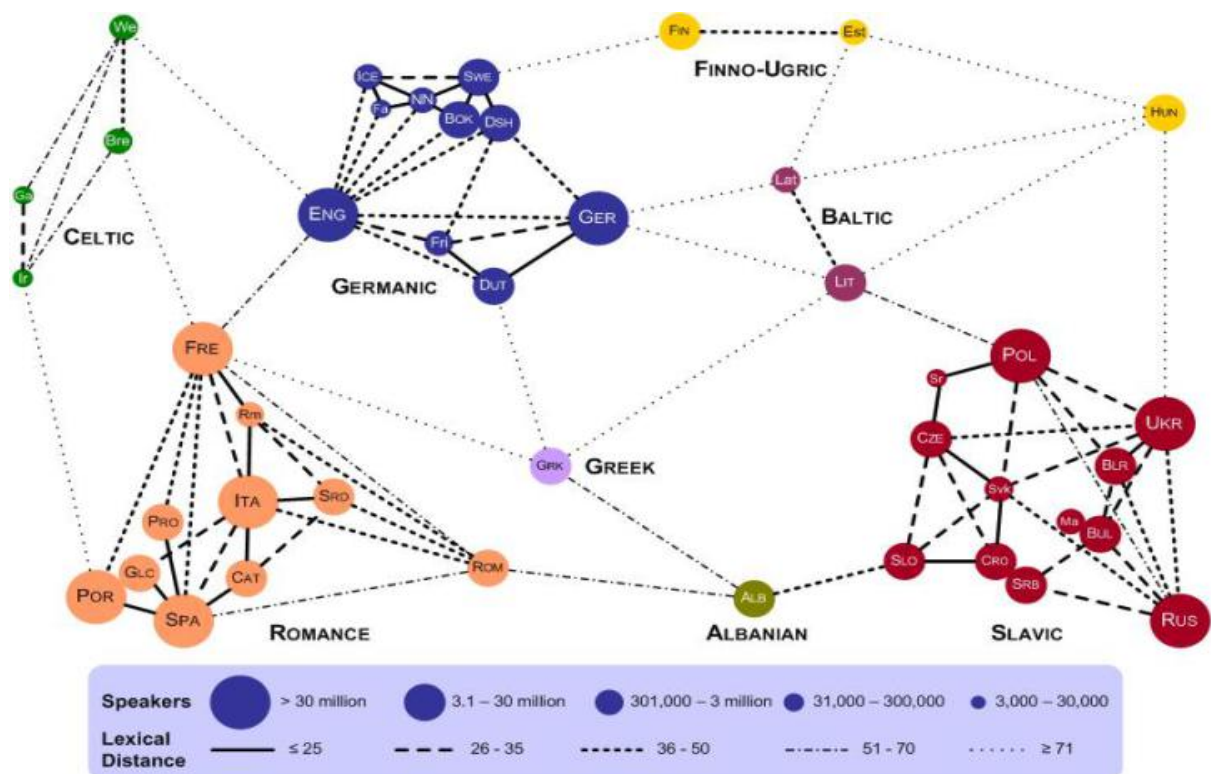 We
FIN
Est
FINNO-UGRIC
ICE
SWE
Fa
NN
BOK
DSH
HUN
Bre
Lat
BALTIC
Ga
ENG
GER
CELTIC
Fri
Ir
GERMANIC
DUT
LIT
FRE
POL
Sr
Rm
UKR
CZE
GRK
GREEK
BLR
ITA
SRD
Svk
PRO
Ma
BUL
GLC
CAT
ROM
SLO
CRO
SRB
POR
SPA
ALB
RUS
ROMANCE
ALBANIAN
SLAVIC
Speakers > 30 million 3.1 – 30 million 301,000 – 3 million 31,000 – 300,000 3,000 – 30,000
Lexical
Distance ≤ 25 26 - 35 36 - 50 51 - 70 ≥ 71